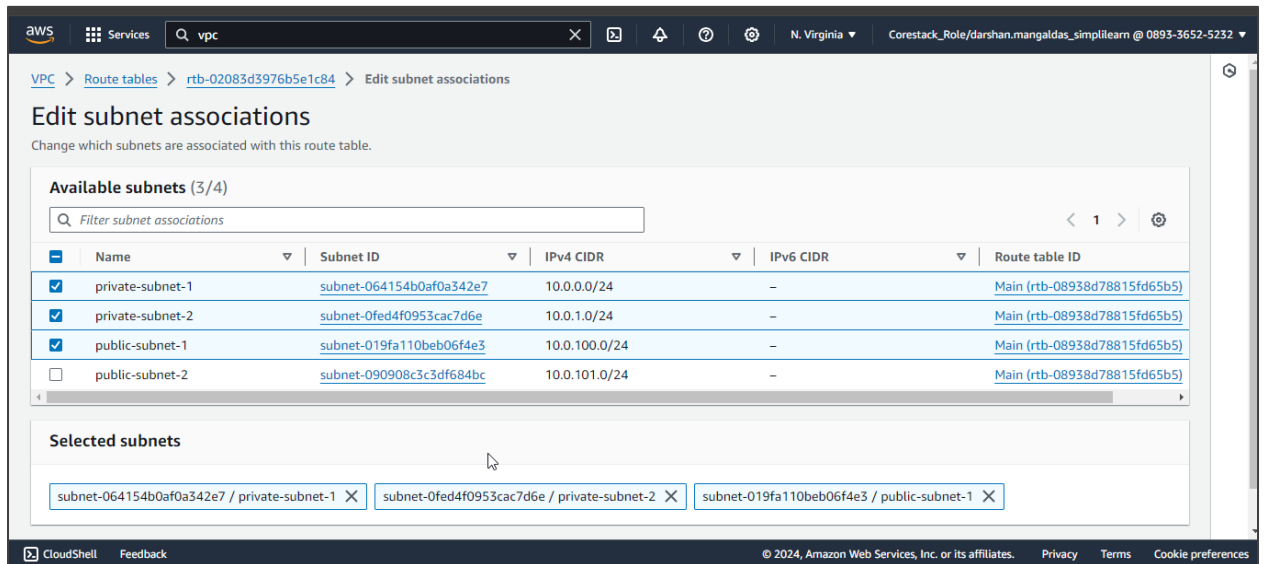 aws Services vpc N. Virginia ▼ Corestack_Role/darshan.mangaldas_simplilearn @ 0893-3652-5232 ▼
VPC > Route tables > rtb-02083d3976b5e1c84 > Edit subnet associations
Edit subnet associations
Change which subnets are associated with this route table.
Available subnets (3/4)
Filter subnet associations
< 1 >
Name Subnet ID IPv4 CIDR IPv6 CIDR Route table ID
private-subnet-1 subnet-064154b0af0a342e7 10.0.0.0/24 – Main (rtb-08938d78815fd65b5)
private-subnet-2 subnet-0fed4f0953cac7d6e 10.0.1.0/24 – Main (rtb-08938d78815fd65b5)
public-subnet-1 subnet-019fa110beb06f4e3 10.0.100.0/24 – Main (rtb-08938d78815fd65b5)
public-subnet-2 subnet-090908c3c3df684bc 10.0.101.0/24 – Main (rtb-08938d78815fd65b5)
Selected subnets
subnet-064154b0af0a342e7 / private-subnet-1 subnet-0fed4f0953cac7d6e / private-subnet-2 subnet-019fa110beb06f4e3 / public-subnet-1
CloudShell Feedback © 2024, Amazon Web Services, Inc. or its affiliates. Privacy Terms Cookie preferences